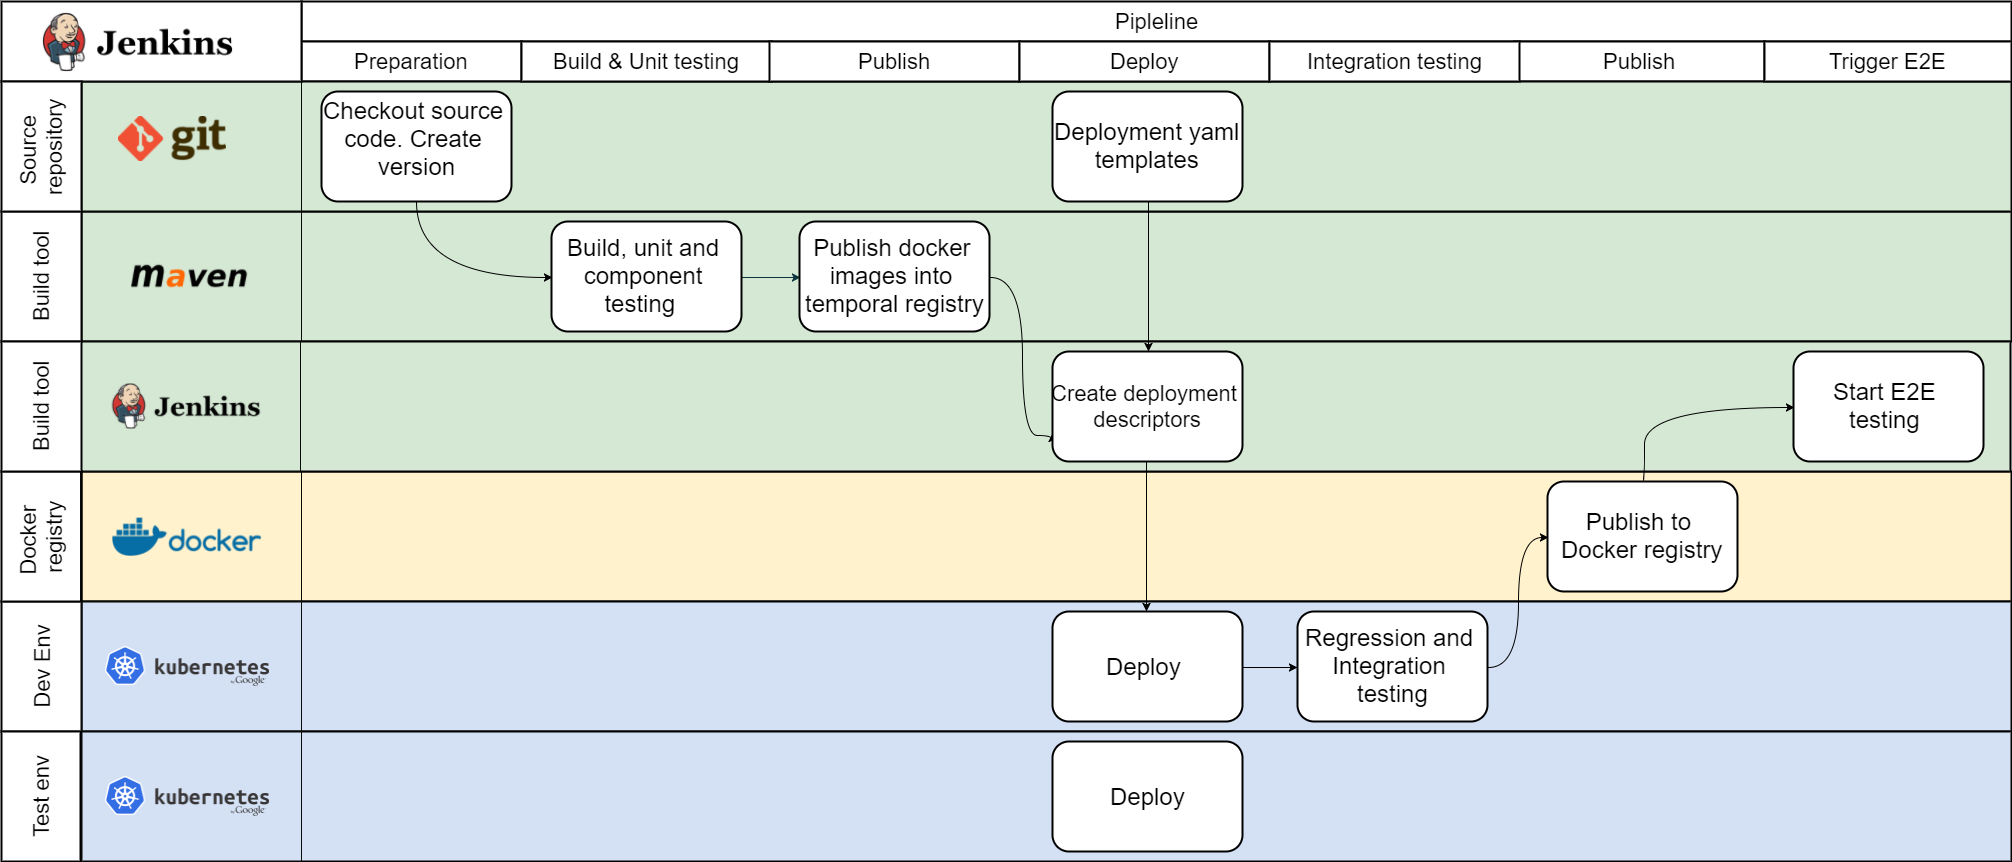 Jenkins
Pipleline
Preparation
Build & Unit testing
Publish
Deploy
Integration testing
Publish
Trigger E2E
Source
repository
git
Checkout source
code. Create
version
Deployment yaml
templates
Build tool
maven
Build, unit and
component
testing
Publish docker
images into
temporal registry
Build tool
Jenkins
Create deployment
descriptors
Start E2E
testing
Docker
registry
docker
Publish to
Docker registry
Dev Env
kubernetes
by Google
Deploy
Regression and
Integration
testing
Test env
kubernetes
by Google
Deploy